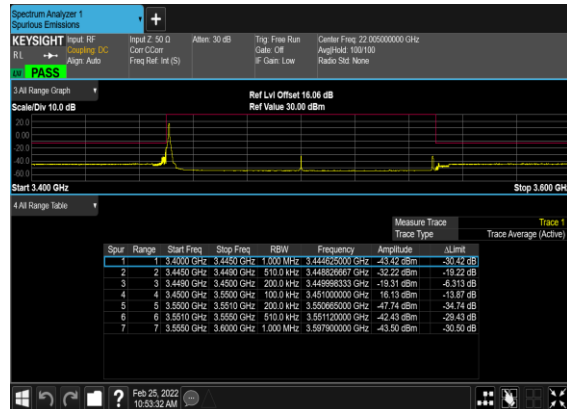 Spectrum Analyzer 1
Spurious Emissions
+
KEYSIGHT Input: RF Input Z: 50 Ω Atten: 30 dB Trig: Free Run Center Freq: 22.005000000 GHz
RL Coupling: DC Corr CCorr Gate: Off Avg|Hold: 100/100
Align: Auto Freq Ref: Int (S) IF Gain: Low Radio Std: None
PASS
3 All Range Graph
Ref Lvl Offset 16.06 dB
Scale/Div 10.0 dB Ref Value 30.00 dBm
20.0
0.00
-20.0
-40.0
-60.0
Start 3.400 GHz Stop 3.600 GHz
4 All Range Table
Measure Trace Trace 1
Trace Type Trace Average (Active)
Spur Range Start Freq Stop Freq RBW Frequency Amplitude ΔLimit
1 1 3.4000 GHz 3.4450 GHz 1.000 MHz 3.444625000 GHz -43.42 dBm -30.42 dB
2 2 3.4450 GHz 3.4490 GHz 510.0 kHz 3.448826667 GHz -32.22 dBm -19.22 dB
3 3 3.4490 GHz 3.4500 GHz 200.0 kHz 3.449998333 GHz -19.31 dBm -6.313 dB
4 4 3.4500 GHz 3.5500 GHz 100.0 kHz 3.451000000 GHz 16.13 dBm -13.87 dB
5 5 3.5500 GHz 3.5510 GHz 200.0 kHz 3.550665000 GHz -47.74 dBm -34.74 dB
6 6 3.5510 GHz 3.5550 GHz 510.0 kHz 3.551120000 GHz -42.43 dBm -29.43 dB
7 7 3.5550 GHz 3.6000 GHz 1.000 MHz 3.597900000 GHz -43.50 dBm -30.50 dB
? Feb 25, 2022
10:53:32 AM